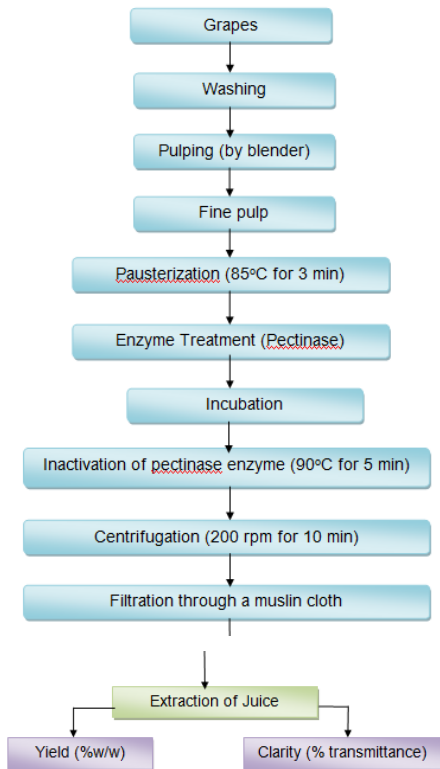 Grapes
Washing
Pulping (by blender)
Fine pulp
Pausterization (85ºC for 3 min)
Enzyme Treatment (Pectinase)
Incubation
Inactivation of pectinase enzyme (90ºC for 5 min)
Centrifugation (200 rpm for 10 min)
Filtration through a muslin cloth
Extraction of Juice
Yield (%w/w)
Clarity (% transmittance)